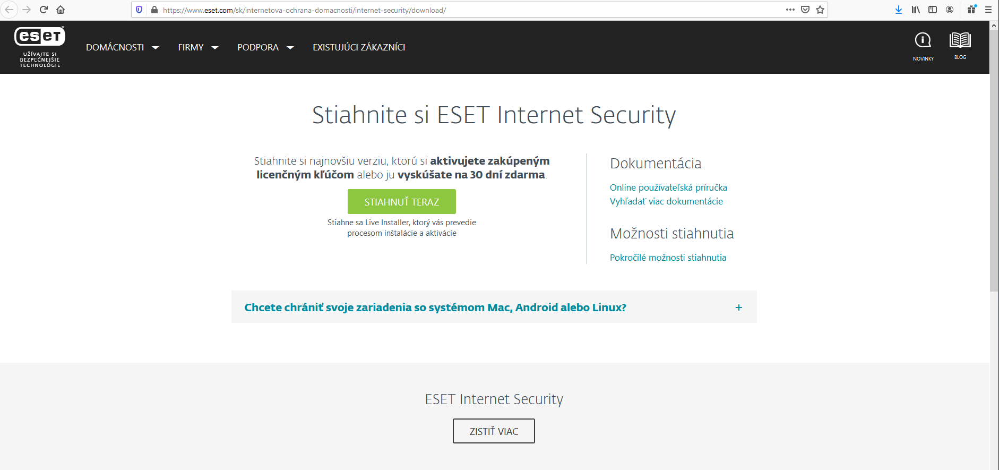 https://www.eset.com/sk/internetova-ochrana-domacnosti/internet-security/download/
eset
UŽÍVAJTE SI
BEZPEČNEJŠIE
TECHNOLÓGIE
DOMÁCNOSTI
FIRMY
PODPORA
EXISTUJÚCI ZÁKAZNÍCI
NOVINKY
BLOG
Stiahnite si ESET Internet Security
Stiahnite si najnovšiu verziu, ktorú si aktivujete zakúpeným
licenčným kľúčom alebo ju vyskúšate na 30 dní zdarma.
STIAHNUŤ TERAZ
Stiahne sa Live Installer, ktorý vás prevedie
procesom inštalácie a aktivácie
Dokumentácia
Online používateľská príručka
Vyhľadať viac dokumentácie
Možnosti stiahnutia
Pokročilé možnosti stiahnutia
Chcete chrániť svoje zariadenia so systémom Mac, Android alebo Linux? +
ESET Internet Security
ZISTIŤ VIAC